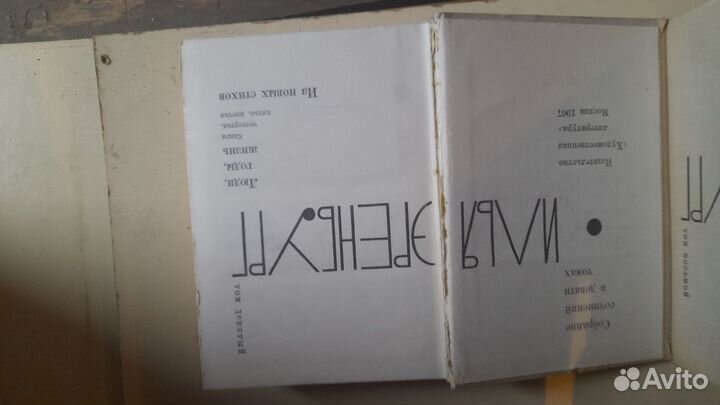 Собрание
сочинений
в девяти
томах
ИЛЬЯ ЭРЕНБУРГ
Издательство
«Художественная
литература»
Москва 1967
том девятый
Люди,
годы,
жизнь
Книги
четвертая,
пятая, шестая
Из новых стихов
РГ
том восьмой
Avito